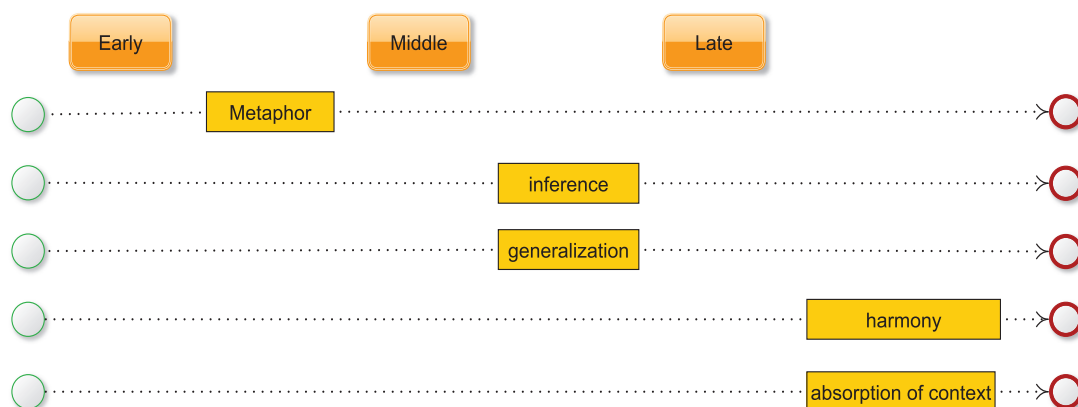 Early
Middle
Late
Metaphor
inference
generalization
harmony
absorption of context